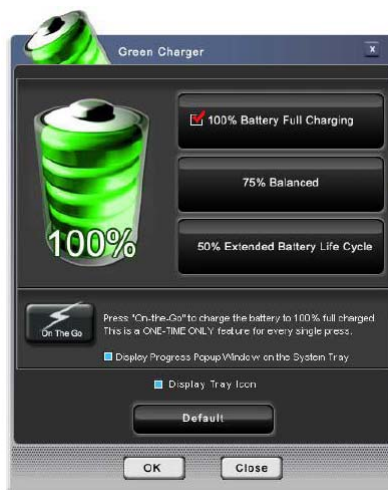 Green Charger
x
100% Battery Full Charging
75% Balanced
100%
50% Extended Battery Life Cycle
On The Go
Press "On-the-Go" to charge the battery to 100% full charged.
This is a ONE-TIME ONLY feature for every single press.
Display Progress Popup Window on the System Tray
Display Tray Icon
Default
OK
Close